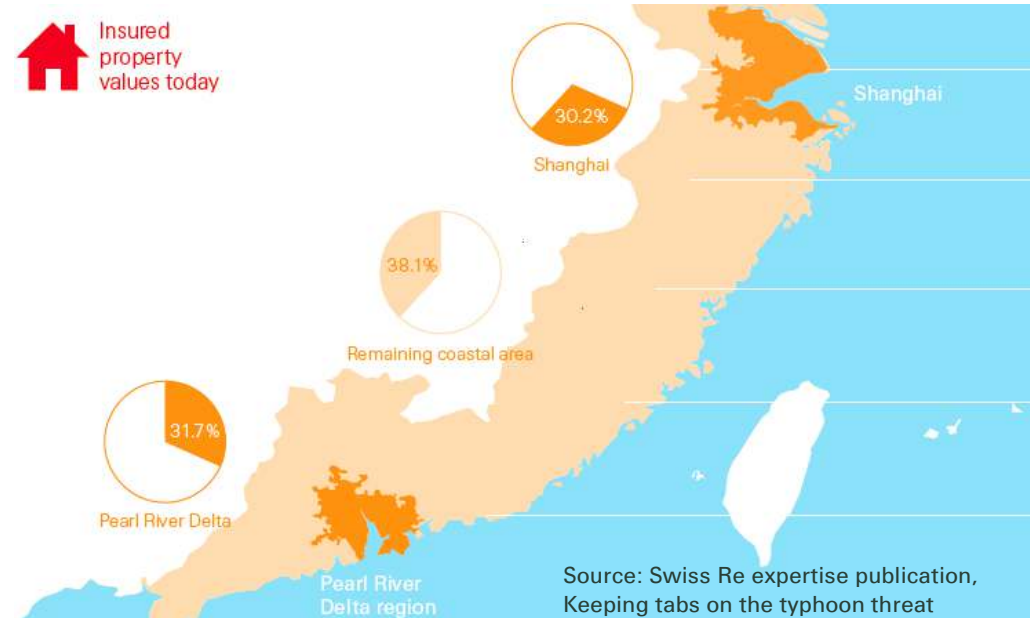 Insured
property
values today
30.2%
Shanghai
Shanghai
38.1%
Remaining coastal area
31.7%
Pearl River Delta
Pearl River
Delta region
Source: Swiss Re expertise publication,
Keeping tabs on the typhoon threat